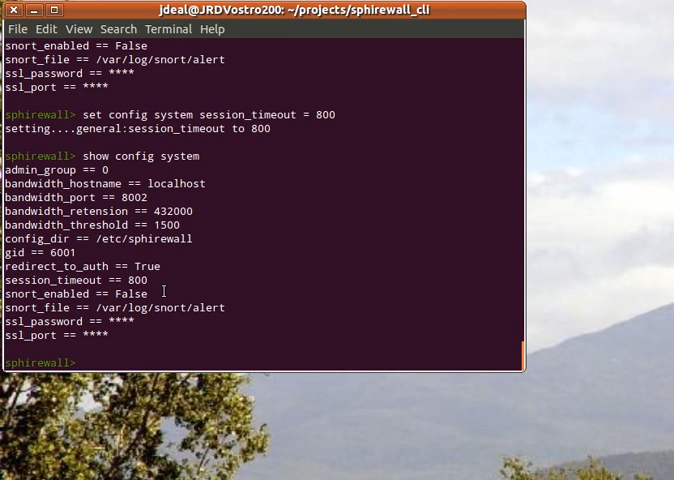 jdeal@JRDVostro200: ~/projects/sphirewall_cli
File Edit View Search Terminal Help
snort_enabled == False
snort_file == /var/log/snort/alert
ssl_password == ****
ssl_port == ****
sphirewall> set config system session_timeout = 800
setting....general:session_timeout to 800
sphirewall> show config system
admin_group == 0
bandwidth_hostname == localhost
bandwidth_port == 8002
bandwidth_retension == 432000
bandwidth_threshold == 1500
config_dir == /etc/sphirewall
gid == 6001
redirect_to_auth == True
session_timeout == 800
snort_enabled == False
snort_file == /var/log/snort/alert
ssl_password == ****
ssl_port == ****
sphirewall>